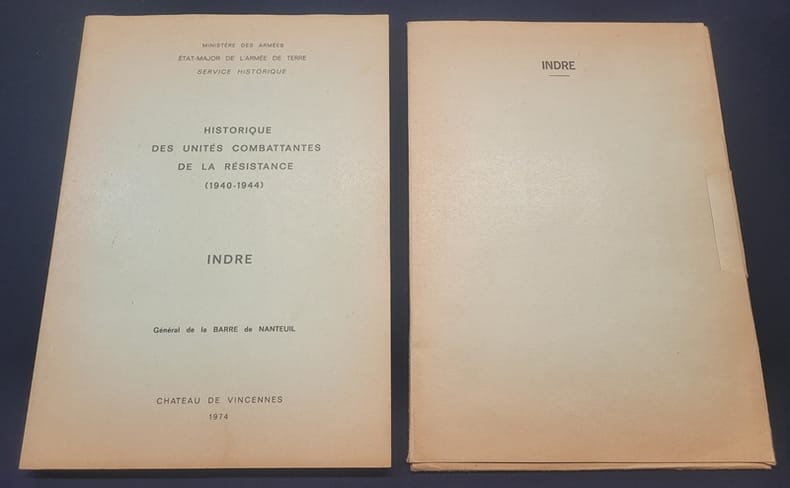 MINISTÈRE DES ARMÉES
ÉTAT-MAJOR DE L'ARMÉE DE TERRE
SERVICE HISTORIQUE
HISTORIQUE
DES UNITÉS COMBATTANTES
DE LA RÉSISTANCE
(1940-1944)
INDRE
Général de la BARRE de NANTEUIL
CHATEAU DE VINCENNES
1974
INDRE